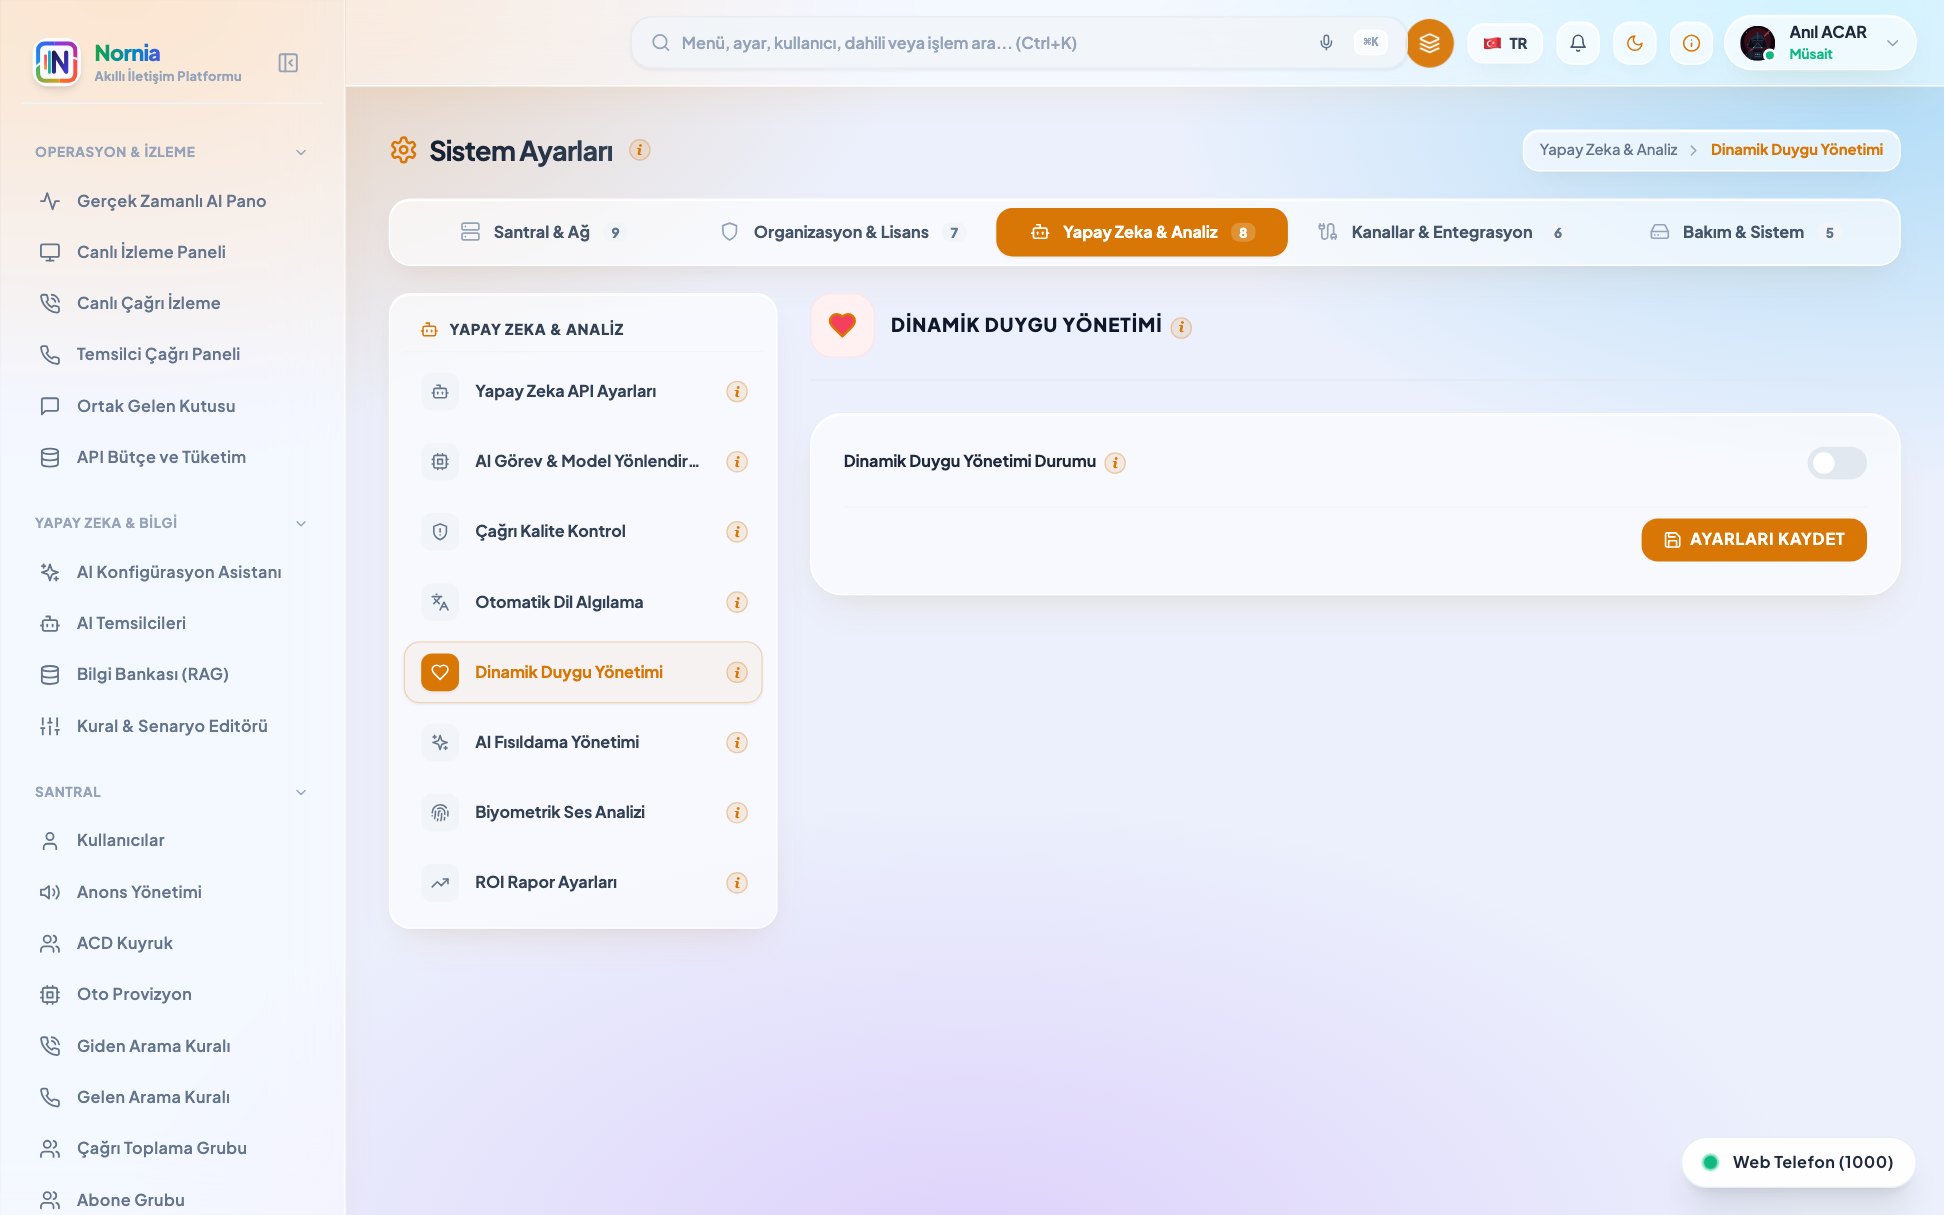 Nornia
Akıllı İletişim Platformu
Menü, ayar, kullanıcı, dahili veya işlem ara... (Ctrl+K)
⌘K
TR
Anıl ACAR
Müsait
OPERASYON & İZLEME
Gerçek Zamanlı AI Pano
Canlı İzleme Paneli
Canlı Çağrı İzleme
Temsilci Çağrı Paneli
Ortak Gelen Kutusu
API Bütçe ve Tüketim
YAPAY ZEKA & BİLGİ
AI Konfigürasyon Asistanı
AI Temsilcileri
Bilgi Bankası (RAG)
Kural & Senaryo Editörü
SANTRAL
Kullanıcılar
Anons Yönetimi
ACD Kuyruk
Oto Provizyon
Giden Arama Kuralı
Gelen Arama Kuralı
Çağrı Toplama Grubu
Abone Grubu
Sistem Ayarları
Yapay Zeka & Analiz > Dinamik Duygu Yönetimi
Santral & Ağ 9
Organizasyon & Lisans 7
Yapay Zeka & Analiz 8
Kanallar & Entegrasyon 6
Bakım & Sistem 5
YAPAY ZEKA & ANALİZ
Yapay Zeka API Ayarları
AI Görev & Model Yönlendir...
Çağrı Kalite Kontrol
Otomatik Dil Algılama
Dinamik Duygu Yönetimi
AI Fısıldama Yönetimi
Biyometrik Ses Analizi
ROI Rapor Ayarları
DİNAMİK DUYGU YÖNETİMİ
Dinamik Duygu Yönetimi Durumu
AYARLARI KAYDET
Web Telefon (1000)